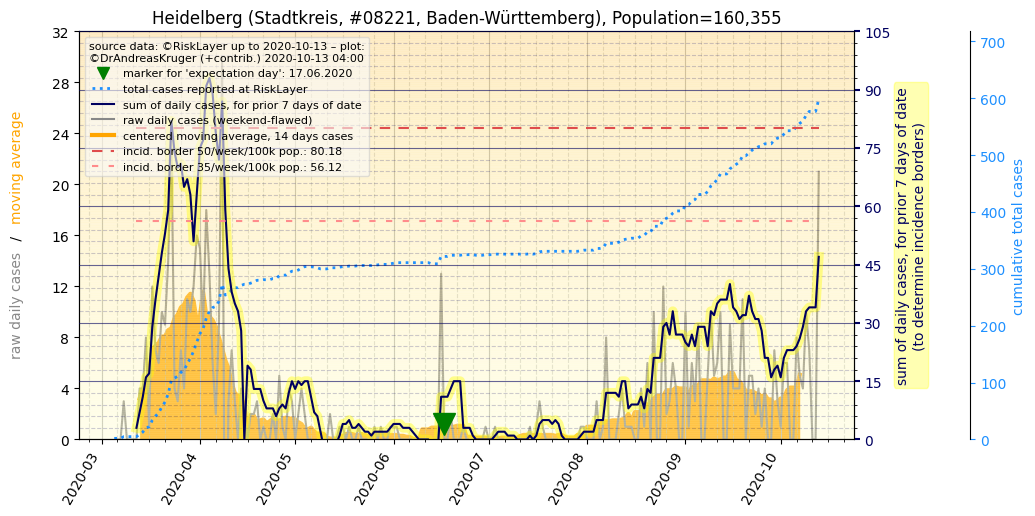 Heidelberg (Stadtkreis, #08221, Baden-Württemberg), Population=160,355
source data: ©RiskLayer up to 2020-10-13 – plot:
©DrAndreasKruger (+contrib.) 2020-10-13 04:00
marker for 'expectation day': 17.06.2020
total cases reported at RiskLayer
sum of daily cases, for prior 7 days of date
raw daily cases (weekend-flawed)
centered moving average, 14 days cases
incid. border 50/week/100k pop.: 80.18
incid. border 35/week/100k pop.: 56.12
raw daily cases / moving average
32
28
24
20
16
12
8
4
0
105
90
75
60
45
30
15
0
sum of daily cases, for prior 7 days of date
(to determine incidence borders)
700
600
500
400
300
200
100
0
cumulative total cases
2020-03
2020-04
2020-05
2020-06
2020-07
2020-08
2020-09
2020-10